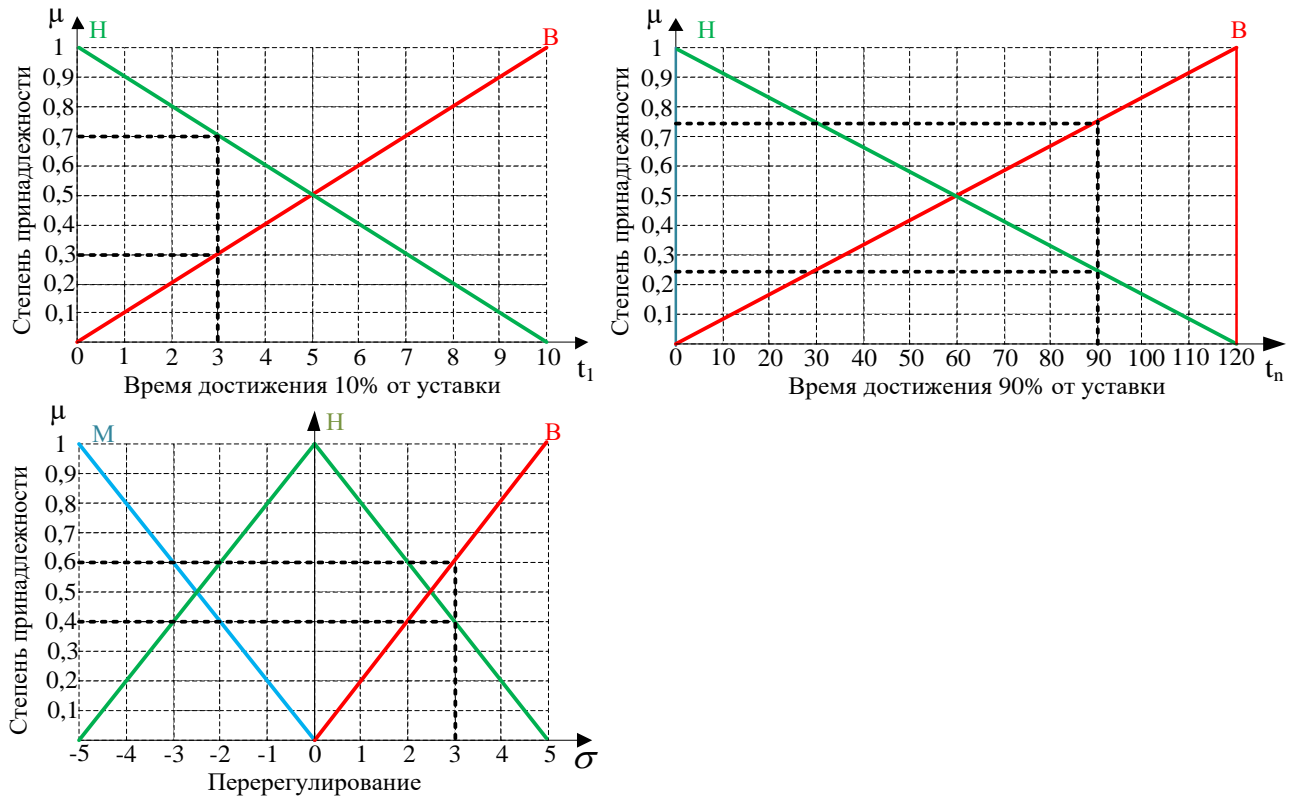 μ
Н
В
1
0,9
0,8
0,7
0,6
0,5
0,4
0,3
0,2
0,1
Степень принадлежности
0 1 2 3 4 5 6 7 8 9 10
t1
Время достижения 10% от уставки
μ
Н
В
1
0,9
0,8
0,7
0,6
0,5
0,4
0,3
0,2
0,1
Степень принадлежности
0 10 20 30 40 50 60 70 80 90 100 110 120
tn
Время достижения 90% от уставки
μ
М
Н
В
1
0,9
0,8
0,7
0,6
0,5
0,4
0,3
0,2
0,1
Степень принадлежности
-5 -4 -3 -2 -1 0 1 2 3 4 5
σ
Перерегулирование